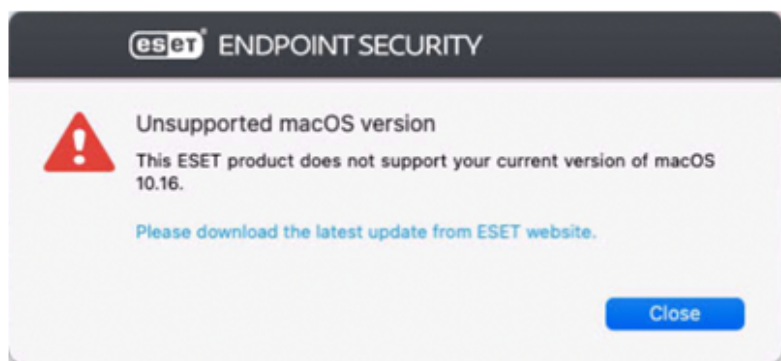 eset ENDPOINT SECURITY
Unsupported macOS version
This ESET product does not support your current version of macOS
10.16.
Please download the latest update from ESET website.
Close